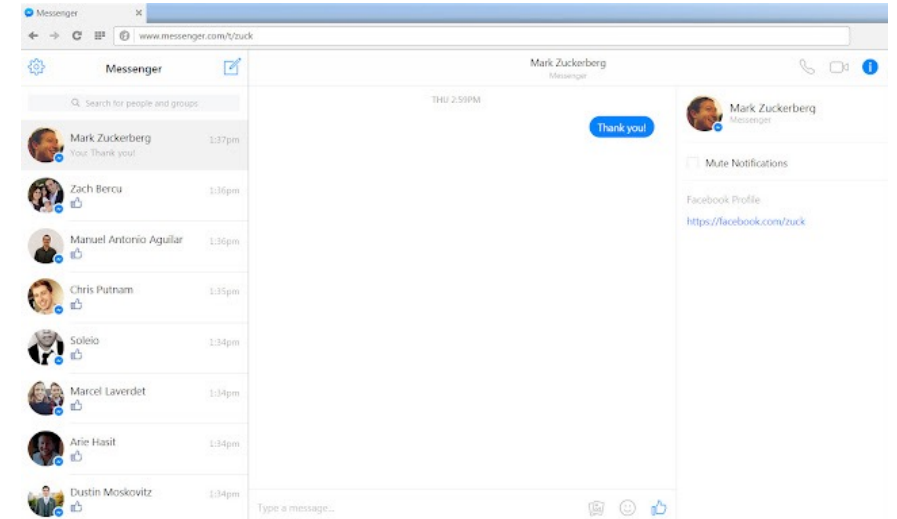 Messenger
www.messenger.com/t/zuck
Messenger
Search for people and groups
Mark Zuckerberg
1:37pm
You: Thank you!
Zach Bercu
1:36pm
Manuel Antonio Aguilar
1:36pm
Chris Putnam
1:35pm
Soleio
1:34pm
Marcel Laverdet
1:34pm
Arie Hasit
1:34pm
Dustin Moskovitz
1:34pm
Mark Zuckerberg
Messenger
THU 2:59PM
Thank you!
Type a message...
Mark Zuckerberg
Messenger
Mute Notifications
Facebook Profile
https://facebook.com/zuck